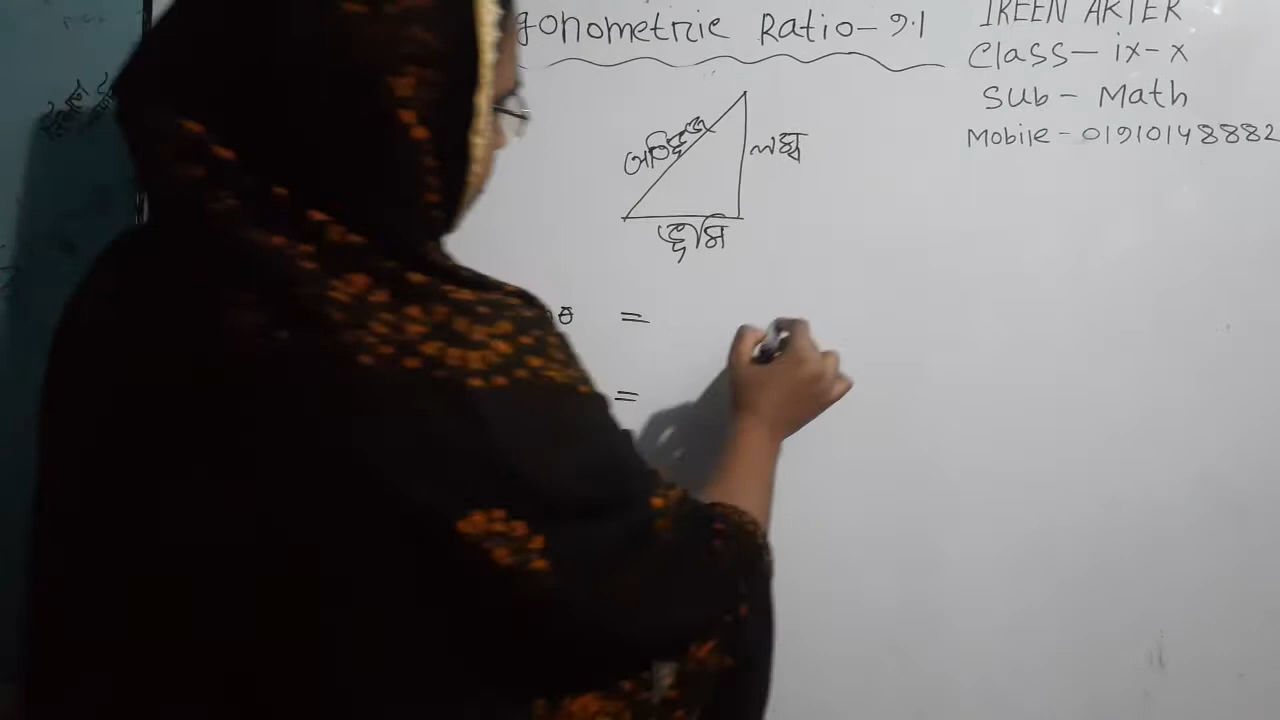 gonometric Ratio-9.1
IREEN AKTER
Class- ix-x
Sub - Math
Mobile - 01910148882
অতিভুজ
লম্ব
ভূমি
θ =
=